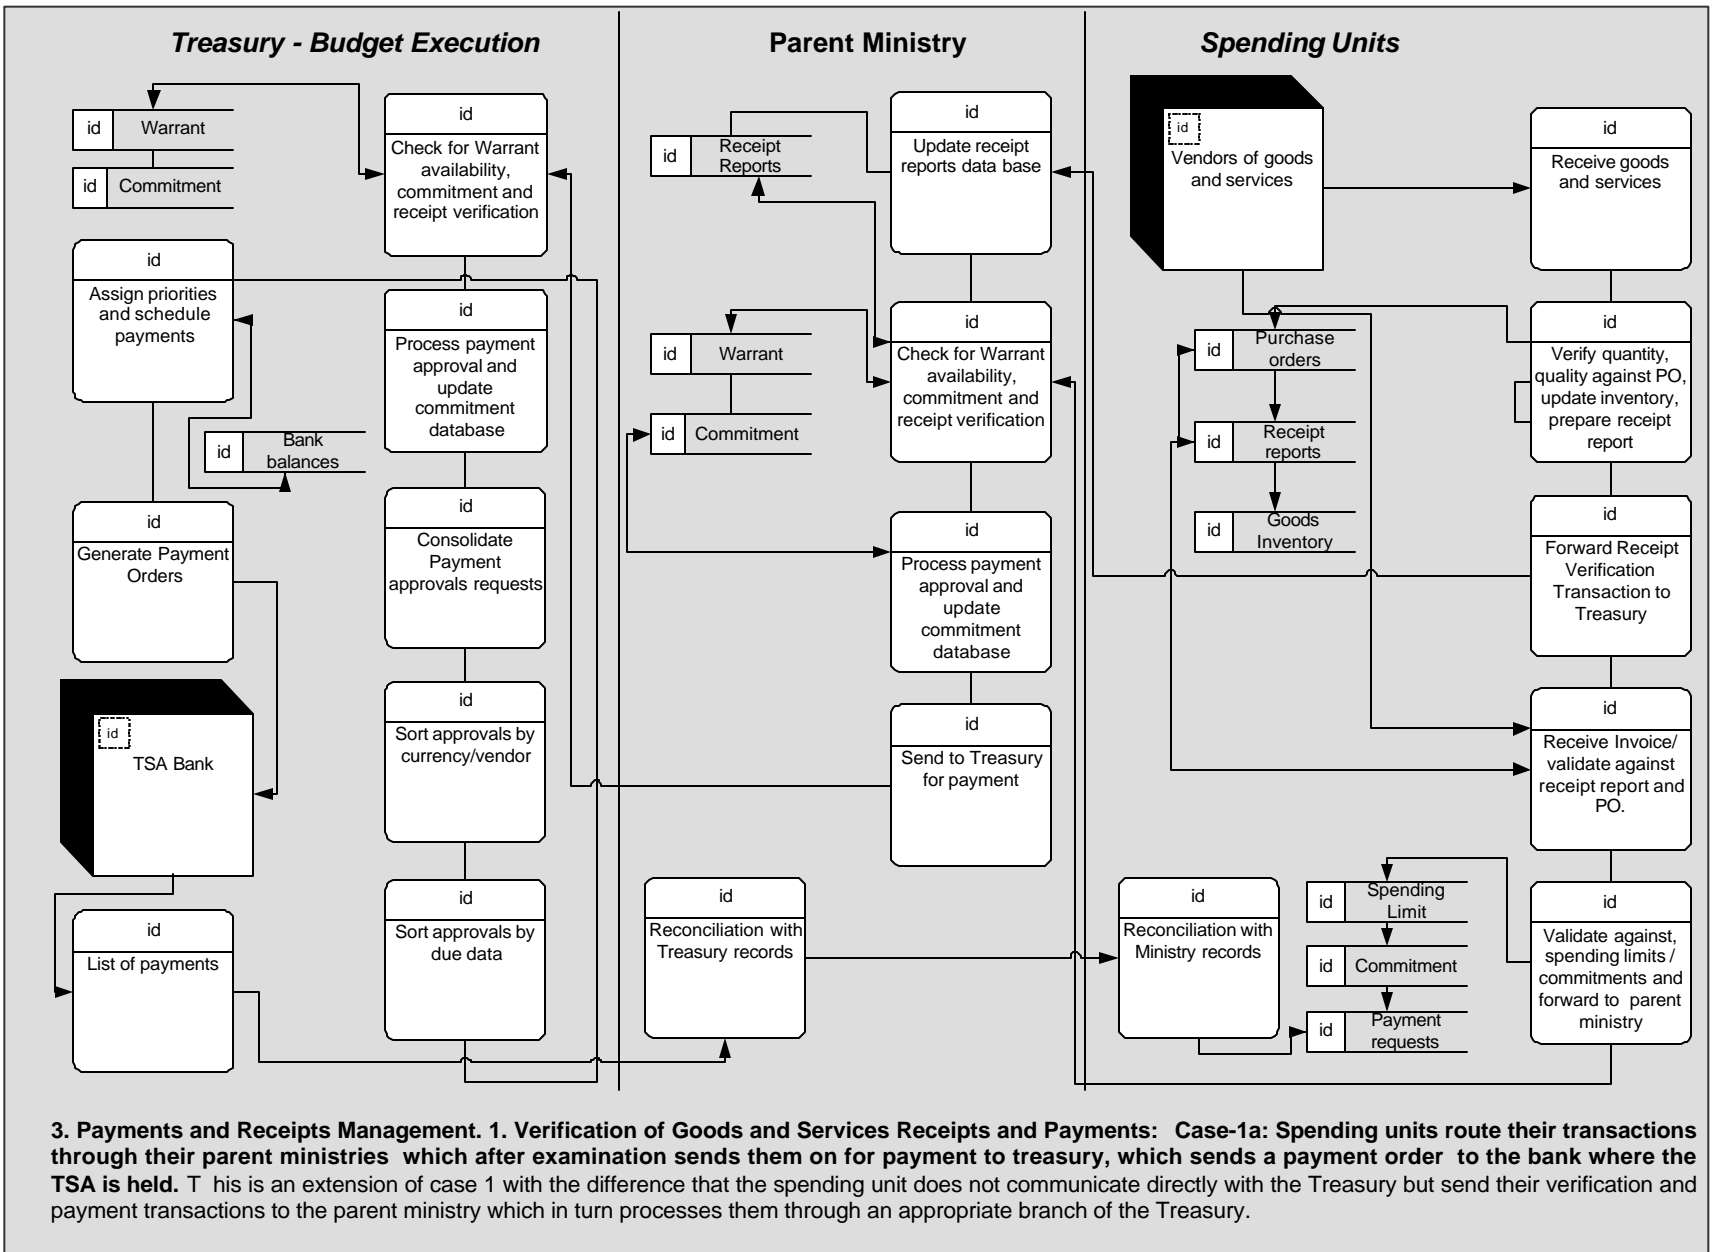 Treasury - Budget Execution
id
Warrant
id
Commitment
id
Check for Warrant
availability,
commitment and
receipt verification
id
Assign priorities
and schedule
payments
id
Process payment
approval and
update
commitment
database
id
Bank
balances
id
Generate Payment
Orders
id
Consolidate
Payment
approvals requests
id
TSA Bank
id
Sort approvals by
currency/vendor
id
List of payments
id
Sort approvals by
due data
Parent Ministry
id
Receipt
Reports
id
Update receipt
reports data base
id
Warrant
id
Commitment
id
Check for Warrant
availability,
commitment and
receipt verification
id
Process payment
approval and
update
commitment
database
id
Send to Treasury
for payment
id
Reconciliation with
Treasury records
Spending Units
id
Vendors of goods
and services
id
Receive goods
and services
id
Purchase
orders
id
Receipt
reports
id
Goods
Inventory
id
Verify quantity,
quality against PO,
update inventory,
prepare receipt
report
id
Forward Receipt
Verification
Transaction to
Treasury
id
Receive Invoice/
validate against
receipt report and
PO.
id
Reconciliation with
Ministry records
id
Spending
Limit
id
Commitment
id
Payment
requests
id
Validate against,
spending limits /
commitments and
forward to parent
ministry
3. Payments and Receipts Management. 1. Verification of Goods and Services Receipts and Payments: Case-1a: Spending units route their transactions
through their parent ministries which after examination sends them on for payment to treasury, which sends a payment order to the bank where the
TSA is held. T his is an extension of case 1 with the difference that the spending unit does not communicate directly with the Treasury but send their verification and
payment transactions to the parent ministry which in turn processes them through an appropriate branch of the Treasury.